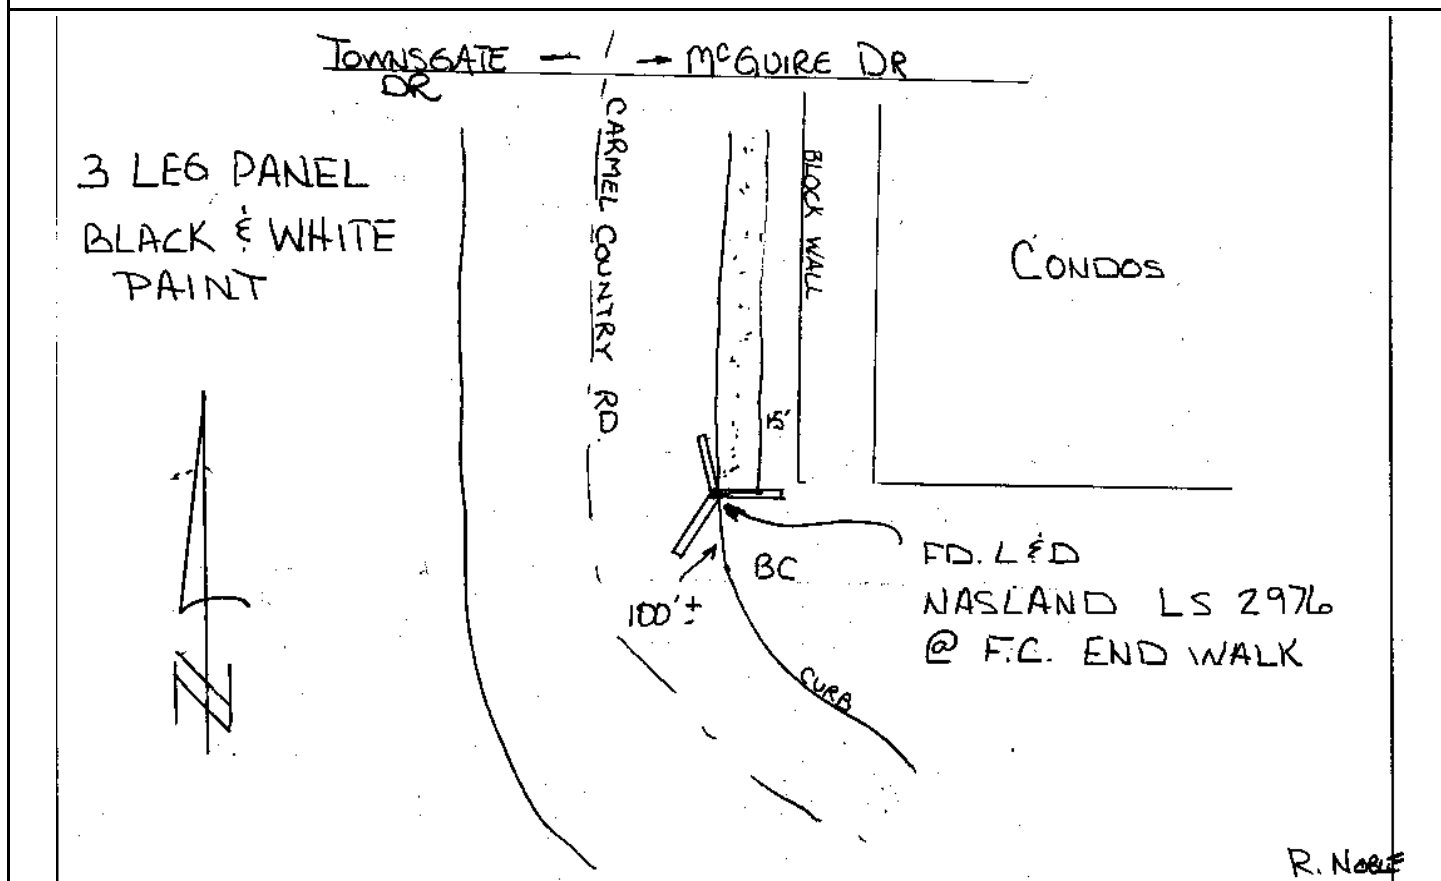 TOWNSGATE DR ← → McGUIRE DR
CARMEL COUNTRY RD.
3 LEG PANEL
BLACK & WHITE
PAINT
BLOCK WALL
CONDOS
15'
BC
100'±
FD. L&D
NASLAND LS 2976
@ F.C. END WALK
CURB
N
R. NOBLE